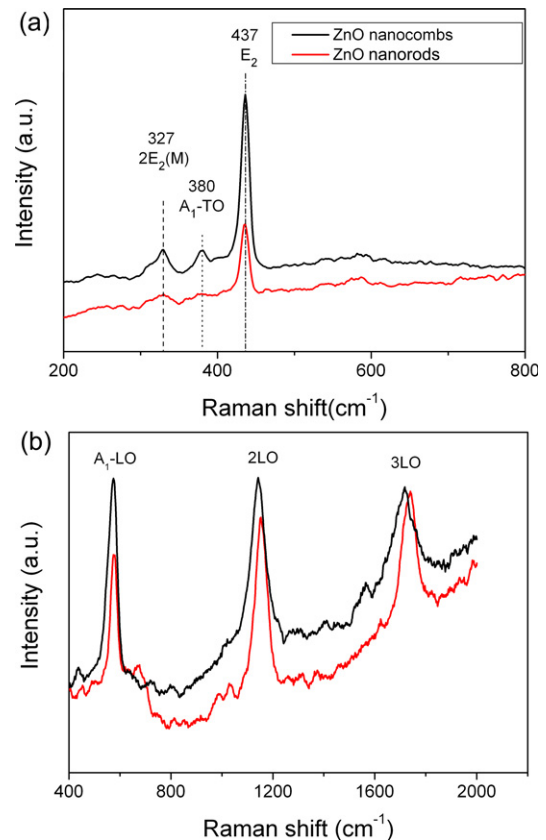 (a)
437
E₂
ZnO nanocombs
ZnO nanorods
327
2E₂(M)
380
A₁-TO
Intensity (a.u.)
200 400 600 800
Raman shift(cm⁻¹)
(b)
A₁-LO 2LO 3LO
Intensity (a.u.)
400 800 1200 1600 2000
Raman shift (cm⁻¹)